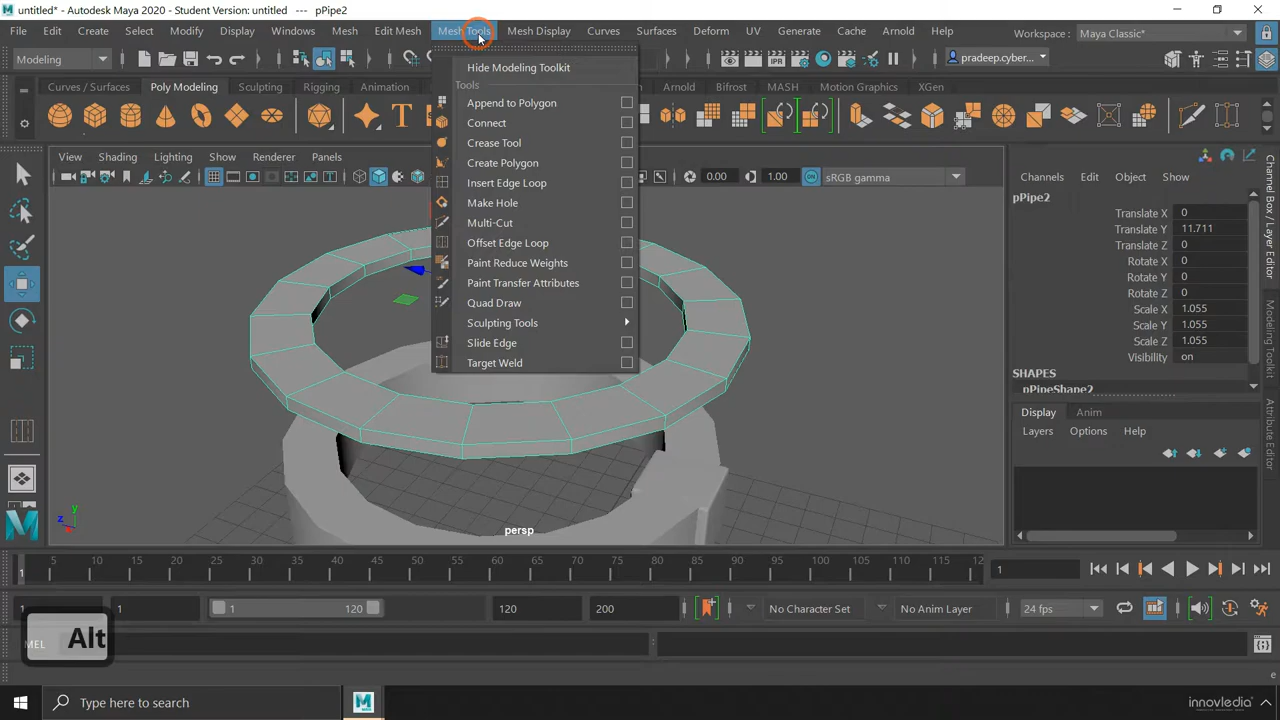 untitled* - Autodesk Maya 2020 - Student Version: untitled --- pPipe2
File Edit Create Select Modify Display Windows Mesh Edit Mesh Mesh Tools Mesh Display Curves Surfaces Deform UV Generate Cache Arnold Help Workspace : Maya Classic*
Modeling
pradeep.cyber...
Curves / Surfaces Poly Modeling Sculpting Rigging Animation Arnold Bifrost MASH Motion Graphics XGen
IPR
View Shading Lighting Show Renderer Panels
0.00 1.00 ON sRGB gamma
Hide Modeling Toolkit
Tools
Append to Polygon
Connect
Crease Tool
Create Polygon
Insert Edge Loop
Make Hole
Multi-Cut
Offset Edge Loop
Paint Reduce Weights
Paint Transfer Attributes
Quad Draw
Sculpting Tools
Slide Edge
Target Weld
Channels Edit Object Show
pPipe2
Translate X 0
Translate Y 11.711
Translate Z 0
Rotate X 0
Rotate Y 0
Rotate Z 0
Scale X 1.055
Scale Y 1.055
Scale Z 1.055
Visibility on
SHAPES
pPipeShape2
Display Anim
Layers Options Help
Channel Box / Layer Editor
Modeling Toolkit
Attribute Editor
y
z x
persp
5 10 15 20 25 30 35 40 45 50 55 60 65 70 75 80 85 90 95 100 105 110 115 12
1
1
1 1 1 120 120 200 No Character Set No Anim Layer 24 fps
MEL
Alt
Type here to search
innovledia